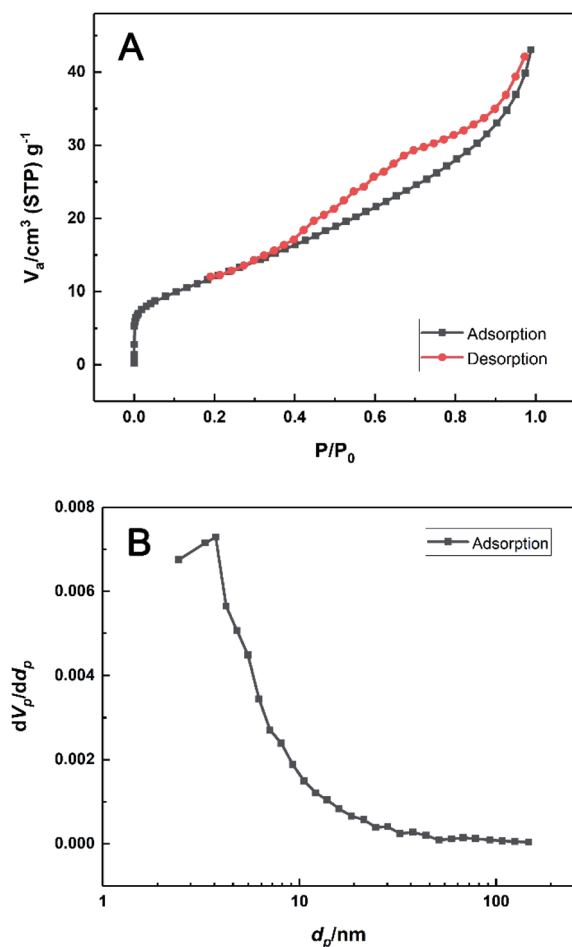 A
40
30
20
10
0
Vₐ/cm³ (STP) g⁻¹
Adsorption
Desorption
0.0 0.2 0.4 0.6 0.8 1.0
P/P₀
B
0.008
0.006
0.004
0.002
0.000
dVₚ/ddₚ
Adsorption
1 10 100
dₚ/nm